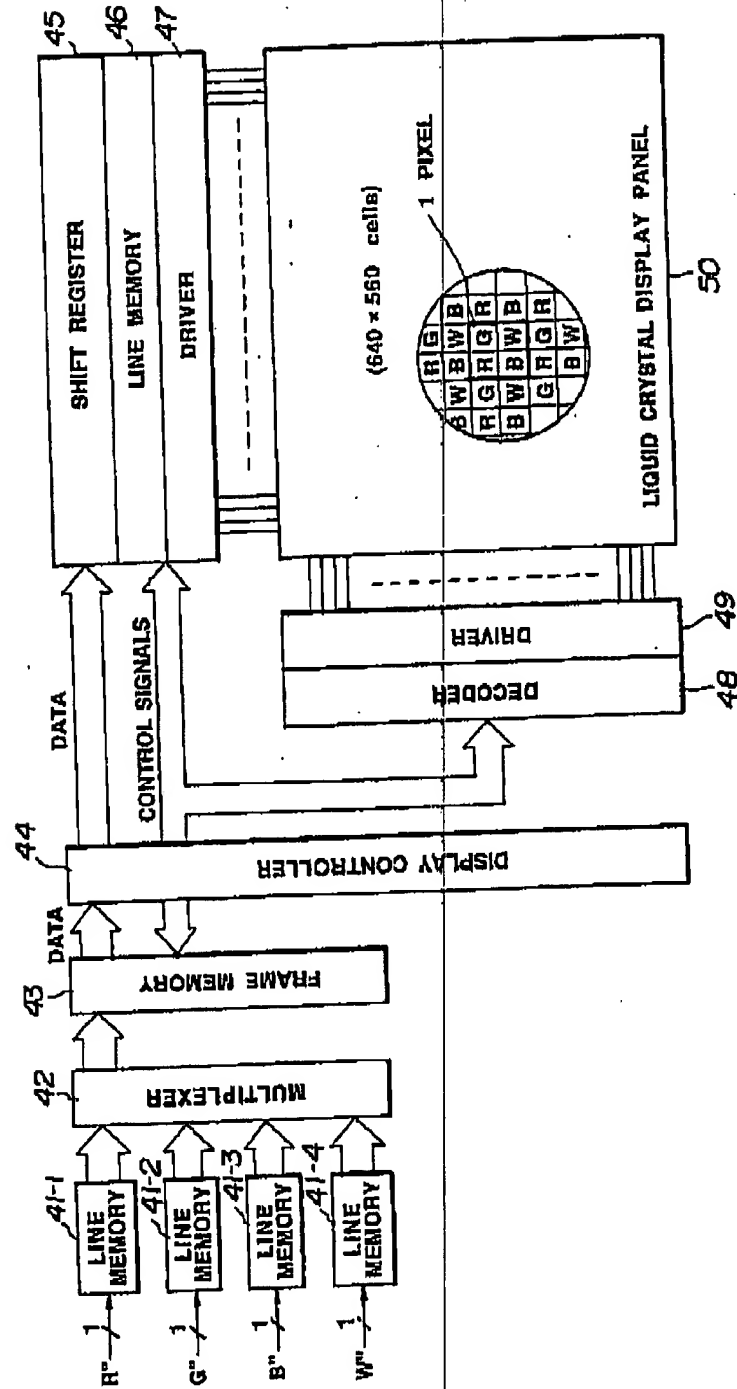 45
46
47
SHIFT REGISTER
LINE MEMORY
DRIVER
DATA
CONTROL SIGNALS
44
DISPLAY CONTROLLER
DATA
43
FRAME MEMORY
42
MULTIPLEXER
41-1
LINE
MEMORY
41-2
LINE
MEMORY
41-3
LINE
MEMORY
41-4
LINE
MEMORY
1
1
1
1
R"
G"
B"
W"
DECODER
DRIVER
48
49
(640 × 560 cells)
1 PIXEL
R G
B W B W B
R G R G R
B W B W B
G R G R
B W
LIQUID CRYSTAL DISPLAY PANEL
50